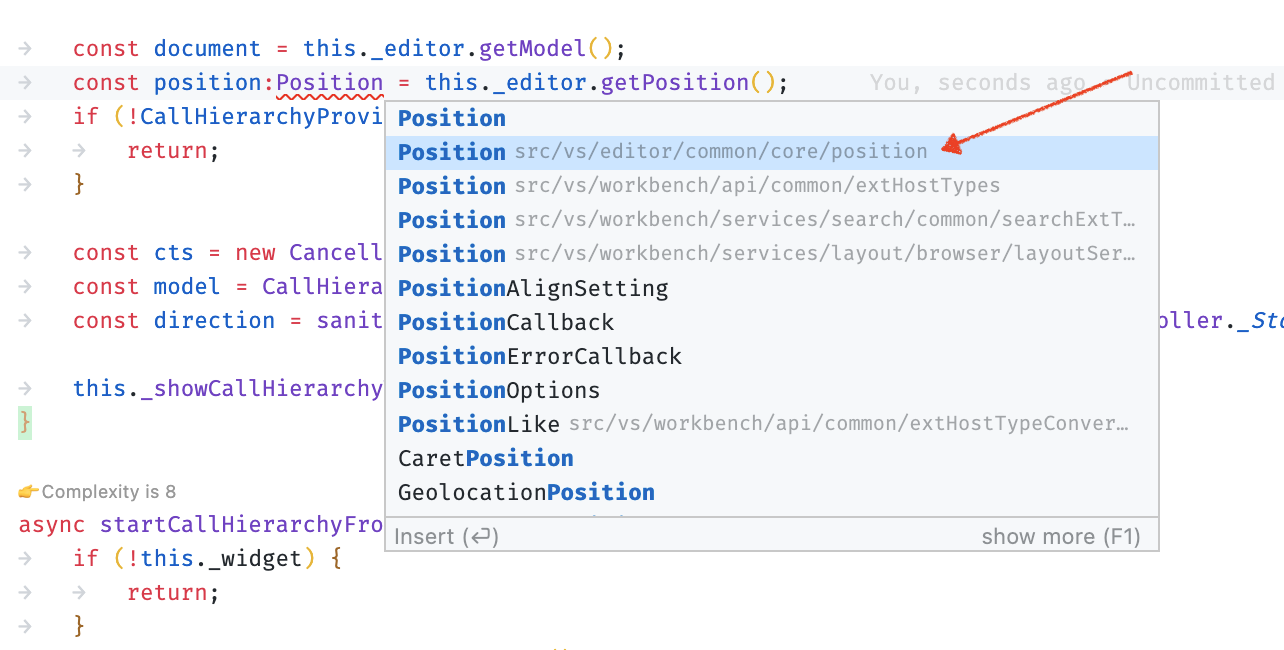 const document = this._editor.getModel();
const position:Position = this._editor.getPosition(); You, seconds ago Uncommitted
if (!CallHierarchyProvi
return;
}
const cts = new Cancell
const model = CallHiera
const direction = sanit oller._Sto
this._showCallHierarchy
}
👉Complexity is 8
async startCallHierarchyFro
if (!this._widget) {
return;
}
Position
Position src/vs/editor/common/core/position
Position src/vs/workbench/api/common/extHostTypes
Position src/vs/workbench/services/search/common/searchExtT…
Position src/vs/workbench/services/layout/browser/layoutSer…
PositionAlignSetting
PositionCallback
PositionErrorCallback
PositionOptions
PositionLike src/vs/workbench/api/common/extHostTypeConver…
CaretPosition
GeolocationPosition
Insert (⏎) show more (F1)